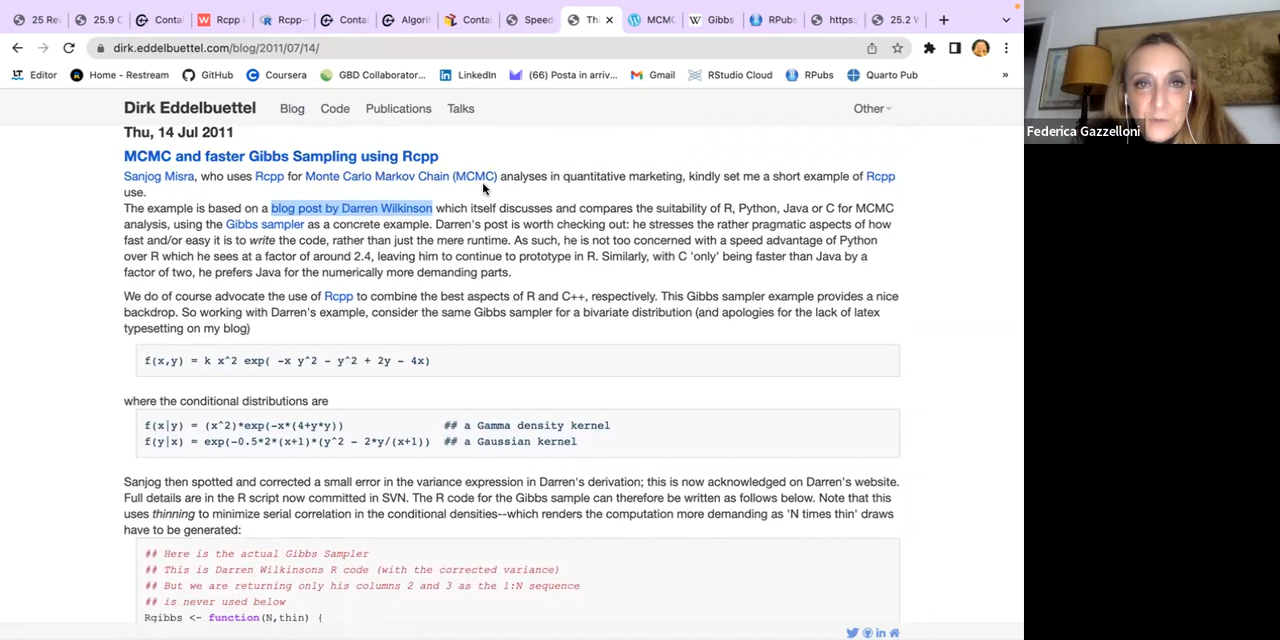 25 Re
25.9 C
Contai
Rcpp i
Rcpp-
Contai
Algori
Contai
Speed
Th
MCMC
Gibbs
RPubs
https:
25.2 V
dirk.eddelbuettel.com/blog/2011/07/14/
Editor
Home - Restream
GitHub
Coursera
GBD Collaborator...
LinkedIn
(66) Posta in arriv...
Gmail
RStudio Cloud
RPubs
Quarto Pub
»
Dirk Eddelbuettel Blog Code Publications Talks Other
Thu, 14 Jul 2011
MCMC and faster Gibbs Sampling using Rcpp
Sanjog Misra, who uses Rcpp for Monte Carlo Markov Chain (MCMC) analyses in quantitative marketing, kindly set me a short example of Rcpp
use.
The example is based on a blog post by Darren Wilkinson which itself discusses and compares the suitability of R, Python, Java or C for MCMC
analysis, using the Gibbs sampler as a concrete example. Darren's post is worth checking out: he stresses the rather pragmatic aspects of how
fast and/or easy it is to write the code, rather than just the mere runtime. As such, he is not too concerned with a speed advantage of Python
over R which he sees at a factor of around 2.4, leaving him to continue to prototype in R. Similarly, with C 'only' being faster than Java by a
factor of two, he prefers Java for the numerically more demanding parts.
We do of course advocate the use of Rcpp to combine the best aspects of R and C++, respectively. This Gibbs sampler example provides a nice
backdrop. So working with Darren's example, consider the same Gibbs sampler for a bivariate distribution (and apologies for the lack of latex
typesetting on my blog)
f(x,y) = k x^2 exp( -x y^2 - y^2 + 2y - 4x)
where the conditional distributions are
f(x|y) = (x^2)*exp(-x*(4+y*y)) ## a Gamma density kernel
f(y|x) = exp(-0.5*2*(x+1)*(y^2 - 2*y/(x+1)) ## a Gaussian kernel
Sanjog then spotted and corrected a small error in the variance expression in Darren's derivation; this is now acknowledged on Darren's website.
Full details are in the R script now committed in SVN. The R code for the Gibbs sample can therefore be written as follows below. Note that this
uses thinning to minimize serial correlation in the conditional densities--which renders the computation more demanding as 'N times thin' draws
have to be generated:
## Here is the actual Gibbs Sampler
## This is Darren Wilkinsons R code (with the corrected variance)
## But we are returning only his columns 2 and 3 as the 1:N sequence
## is never used below
Rgibbs <- function(N,thin) {
Federica Gazzelloni